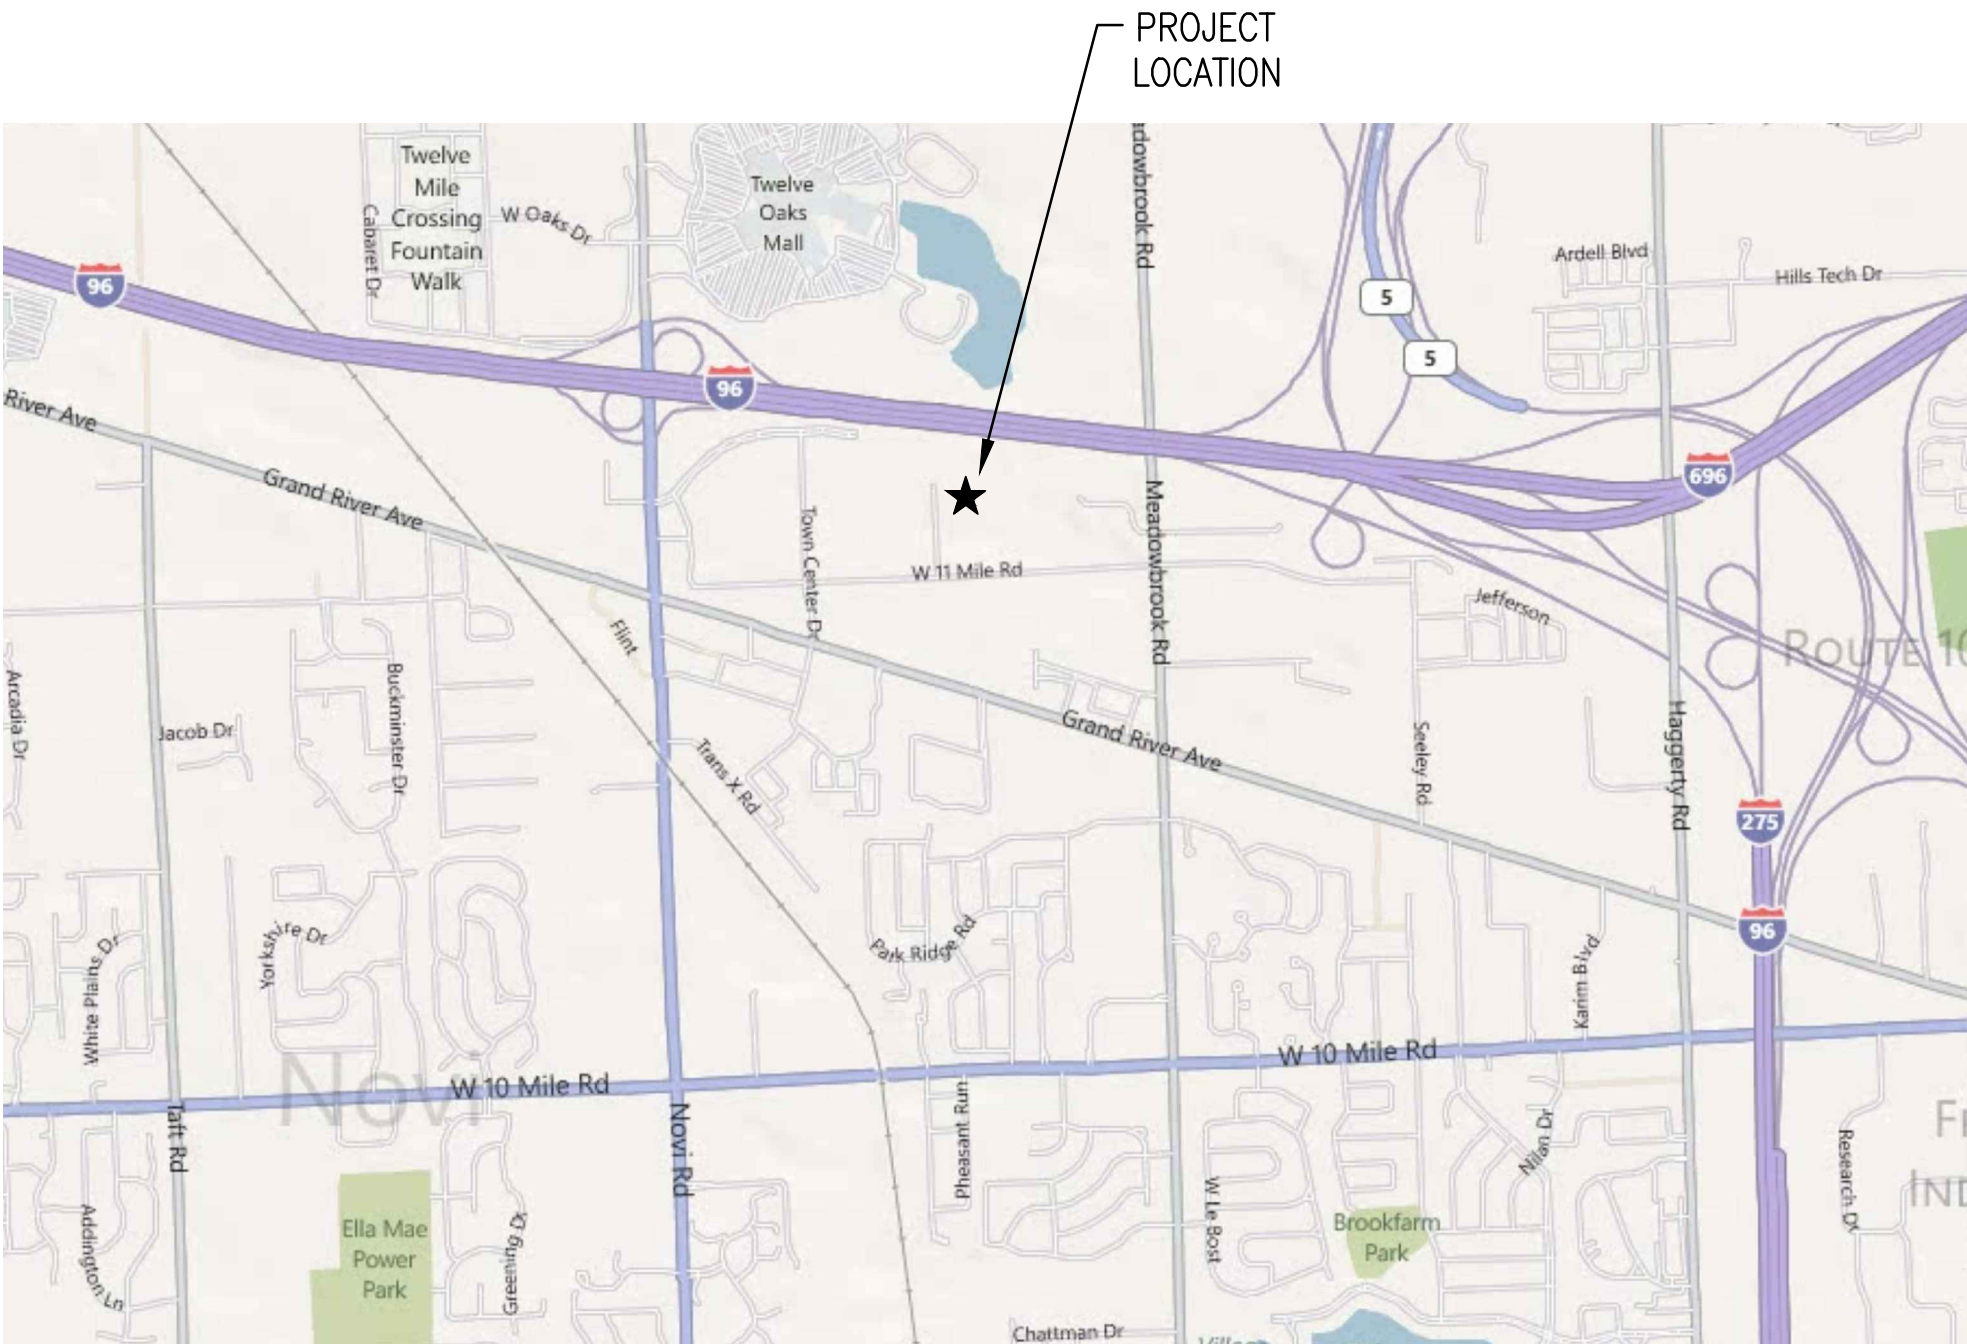 PROJECT
LOCATION
Twelve
Mile
Crossing
Fountain
Walk
Cabaret Dr
W Oaks Dr
Twelve
Oaks
Mall
Meadowbrook Rd
5
5
Ardell Blvd
Hills Tech Dr
96
96
696
River Ave
Grand River Ave
Town Center Dr
W 11 Mile Rd
Meadowbrook Rd
Jefferson
Flint
ROUTE 10
Arcadia Dr
Jacob Dr
Buckminster Dr
Trans X Rd
Grand River Ave
Seeley Rd
Haggerty Rd
275
96
White Plains Dr
Yorkshire Dr
Park Ridge Rd
Karim Blvd
Novi
W 10 Mile Rd
W 10 Mile Rd
Taft Rd
Novi Rd
Pheasant Run
Nilan Dr
Research Dr
Addington Ln
Ella Mae
Power
Park
Greening Dr
W Le Bost
Brookfarm
Park
Chattman Dr